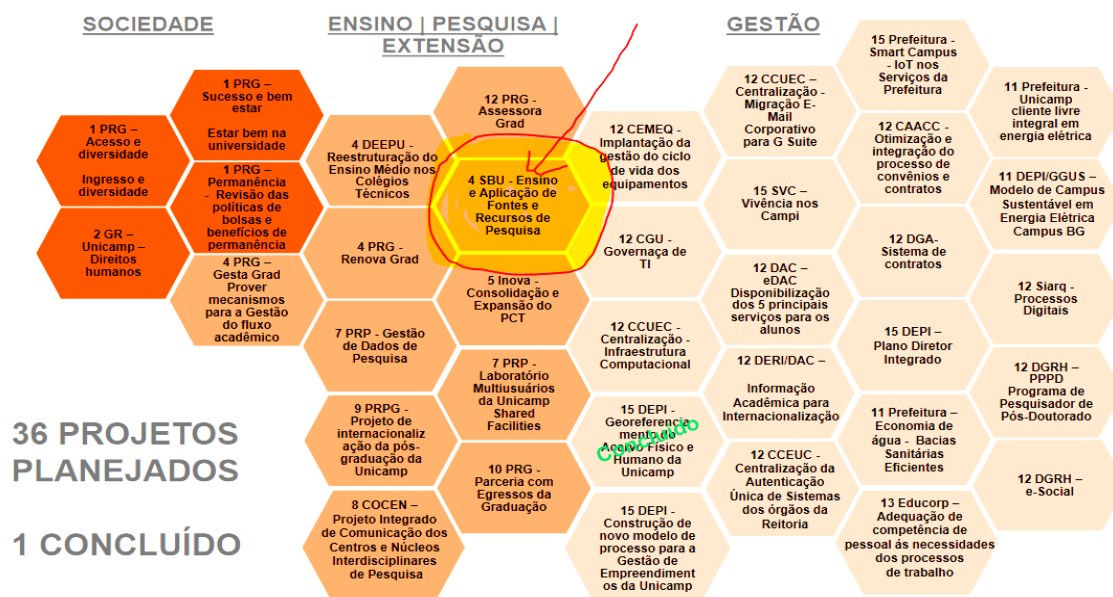 SOCIEDADE
ENSINO | PESQUISA |
EXTENSÃO
GESTÃO
1 PRG –
Acesso e
diversidade
Ingresso e
diversidade
2 GR –
Unicamp –
Direitos
humanos
1 PRG –
Sucesso e bem
estar
Estar bem na
universidade
1 PRG –
Permanência
- Revisão das
políticas de
bolsas e
benefícios de
permanência
4 PRG –
Gesta Grad
Prover
mecanismos
para a Gestão
do fluxo
acadêmico
4 DEEPU -
Reestruturação do
Ensino Médio nos
Colégios
Técnicos
4 PRG -
Renova Grad
7 PRP - Gestão
de Dados de
Pesquisa
9 PRPG -
Projeto de
internacionaliz
ação da pós-
graduação da
Unicamp
8 COCEN –
Projeto Integrado
de Comunicação dos
Centros e Núcleos
Interdisciplinares
de Pesquisa
12 PRG -
Assessora
Grad
4 SBU - Ensino
e Aplicação de
Fontes e
Recursos de
Pesquisa
5 Inova -
Consolidação e
Expansão do
PCT
7 PRP -
Laboratório
Multiusuários
da Unicamp
Shared
Facilities
10 PRG -
Parceria com
Egressos da
Graduação
12 CEMEQ -
Implantação da
gestão do ciclo
de vida dos
equipamentos
12 CGU -
Governaça de
TI
12 CCUEC -
Centralização -
Infraestrutura
Computacional
15 DEPI -
Georeferencia
mento do
Acervo Físico e
Humano da
Unicamp
Concluído
15 DEPI -
Construção de
novo modelo de
processo para a
Gestão de
Empreendiment
os da Unicamp
12 CCUEC –
Centralização -
Migração E-
Mail
Corporativo
para G Suite
15 SVC -
Vivência nos
Campi
12 DAC –
eDAC
Disponibilização
dos 5 principais
serviços para os
alunos
12 DERI/DAC –
Informação
Acadêmica para
Internacionalização
12 CCEUC -
Centralização da
Autenticação
Única de Sistemas
dos órgãos da
Reitoria
15 Prefeitura -
Smart Campus
- IoT nos
Serviços da
Prefeitura
12 CAACC -
Otimização e
integração do
processo de
convênios e
contratos
12 DGA-
Sistema de
contratos
15 DEPI –
Plano Diretor
Integrado
11 Prefeitura –
Economia de
água - Bacias
Sanitárias
Eficientes
13 Educorp –
Adequação de
competência de
pessoal ás necessidades
dos processos
de trabalho
11 Prefeitura -
Unicamp
cliente livre
integral em
energia elétrica
11 DEPI/GGUS –
Modelo de Campus
Sustentável em
Energia Elétrica
Campus BG
12 Siarq -
Processos
Digitais
12 DGRH –
PPPD
Programa de
Pesquisador de
Pós-Doutorado
12 DGRH –
e-Social
36 PROJETOS
PLANEJADOS
1 CONCLUÍDO